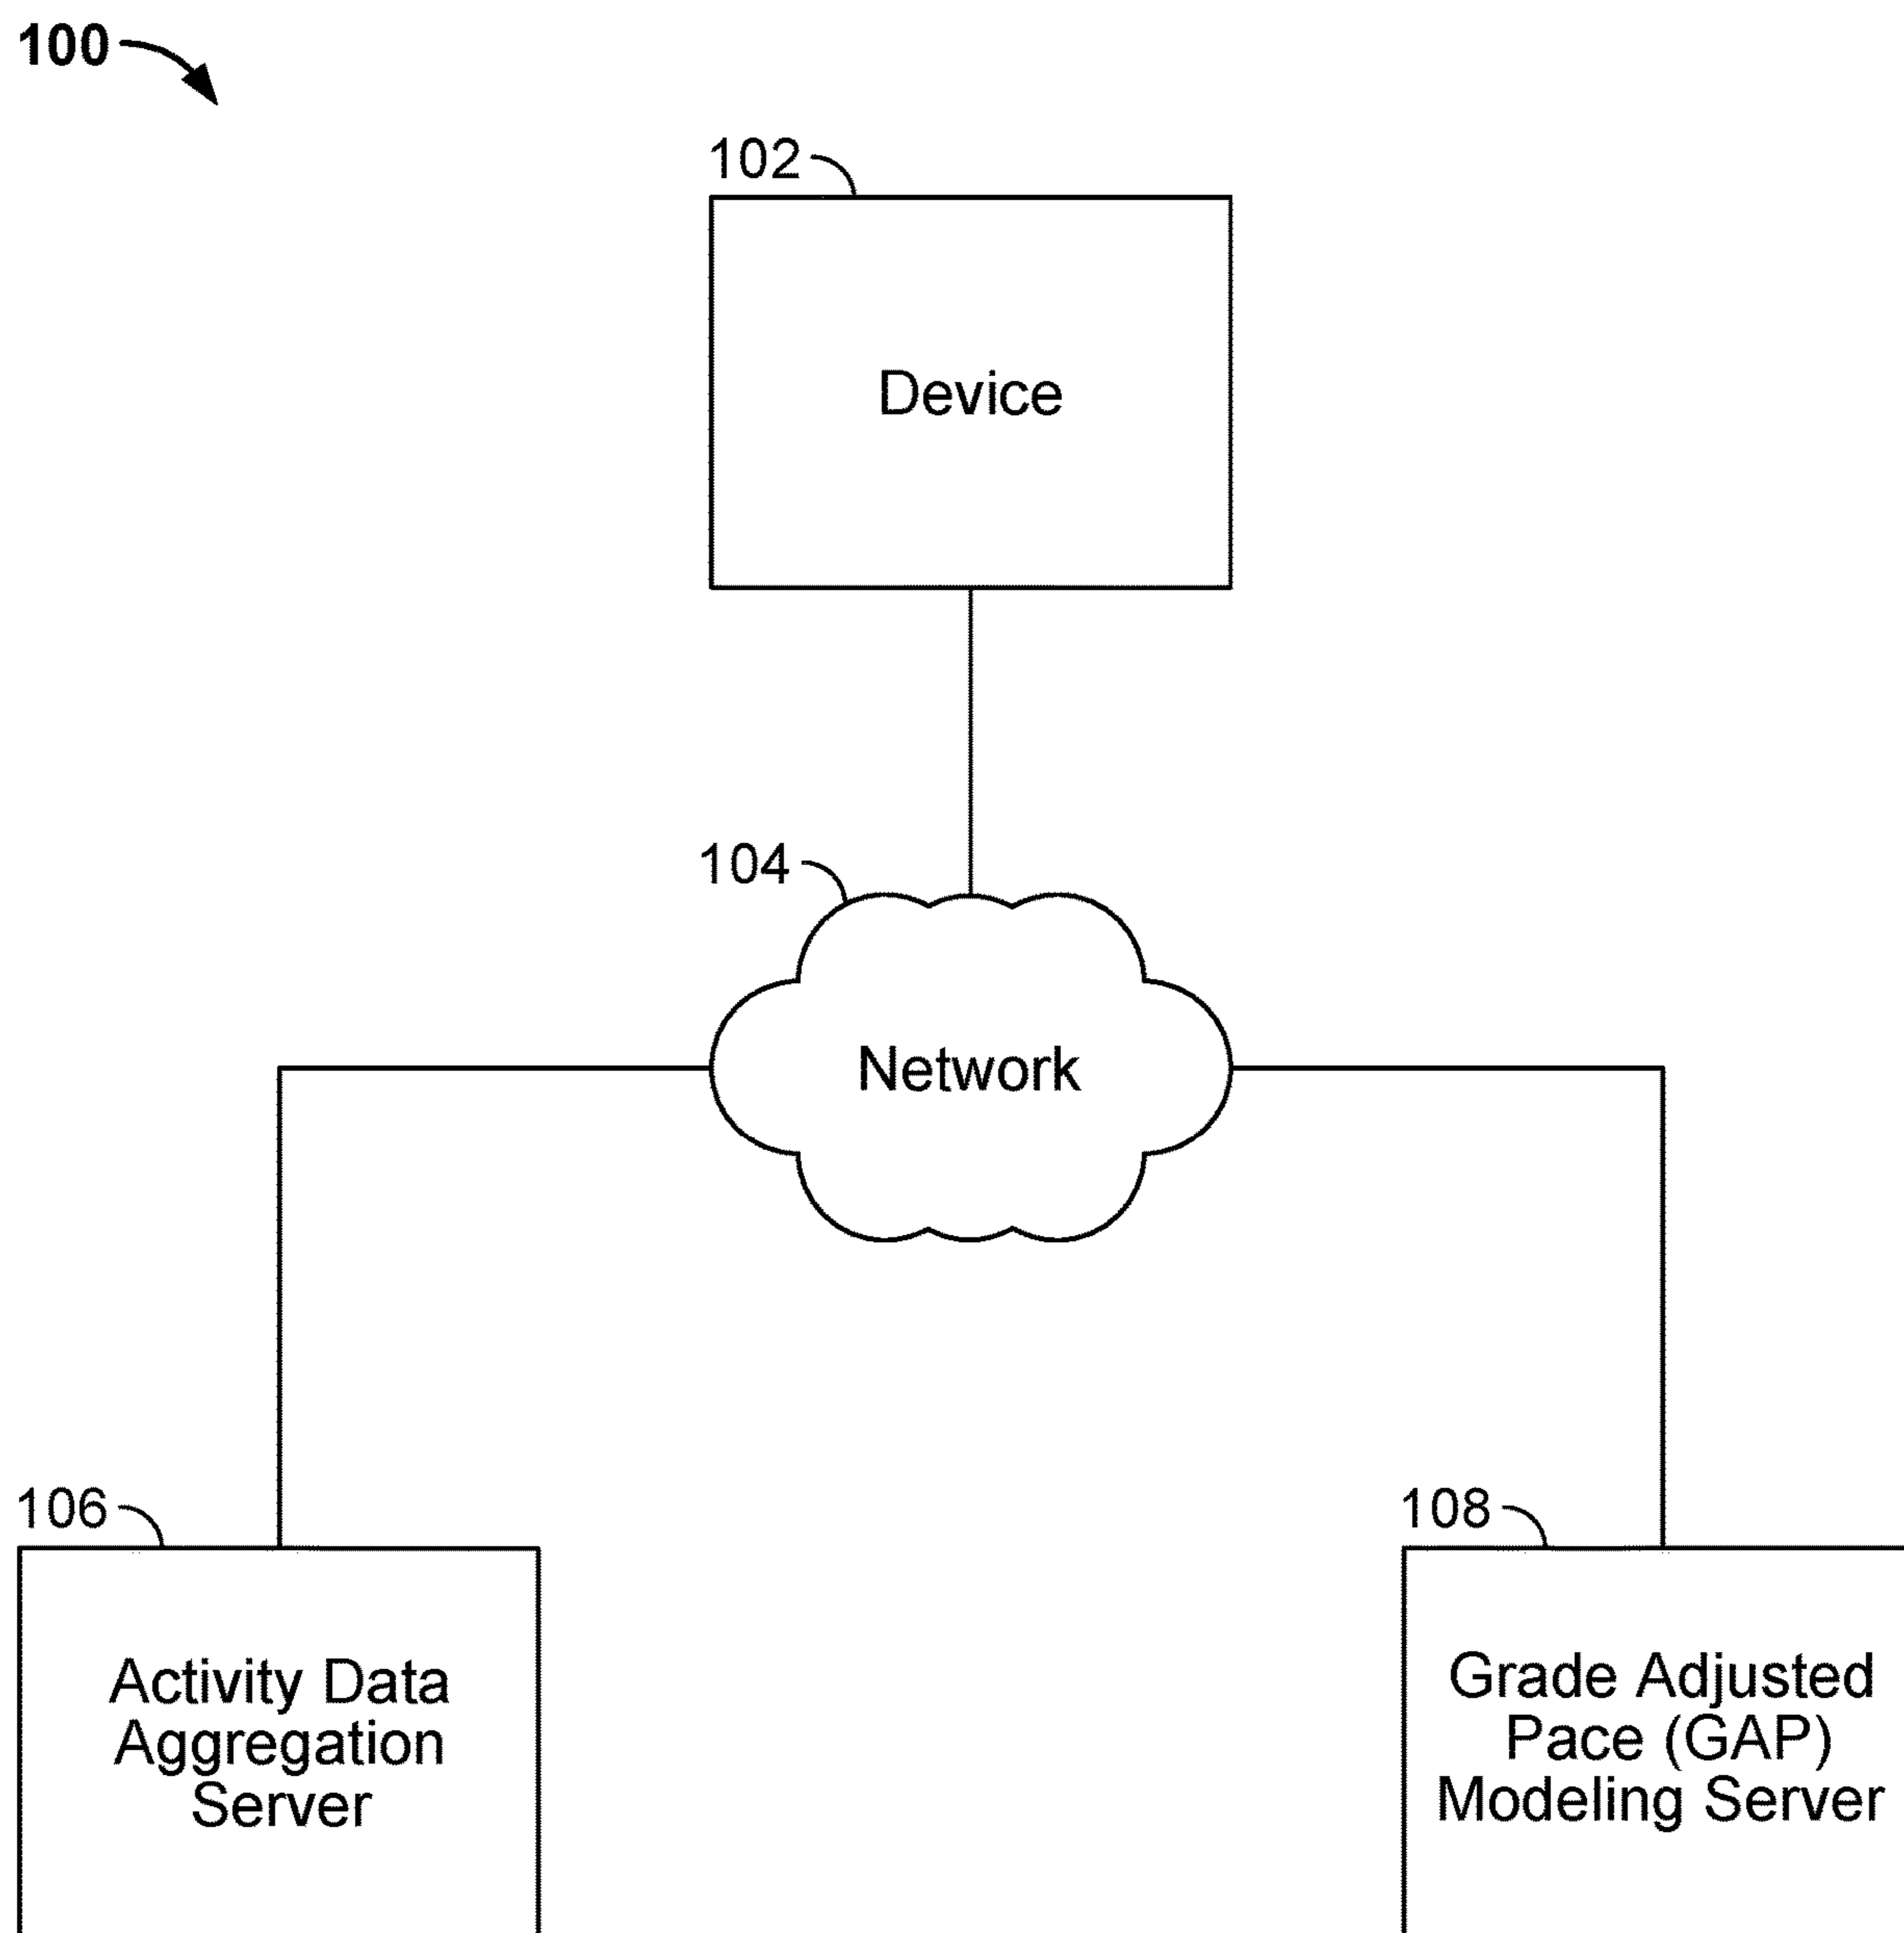 100
102
Device
104
Network
106
108
Activity Data
Aggregation
Server
Grade Adjusted
Pace (GAP)
Modeling Server